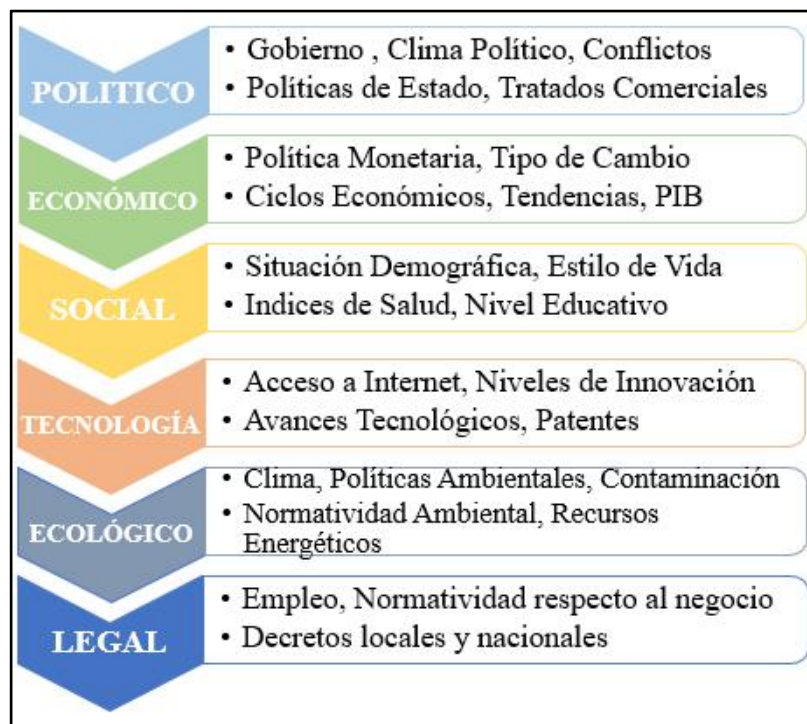 POLITICO
• Gobierno , Clima Político, Conflictos
• Políticas de Estado, Tratados Comerciales
ECONÓMICO
• Política Monetaria, Tipo de Cambio
• Ciclos Económicos, Tendencias, PIB
SOCIAL
• Situación Demográfica, Estilo de Vida
• Indices de Salud, Nivel Educativo
TECNOLOGÍA
• Acceso a Internet, Niveles de Innovación
• Avances Tecnológicos, Patentes
ECOLÓGICO
• Clima, Políticas Ambientales, Contaminación
• Normatividad Ambiental, Recursos
Energéticos
LEGAL
• Empleo, Normatividad respecto al negocio
• Decretos locales y nacionales